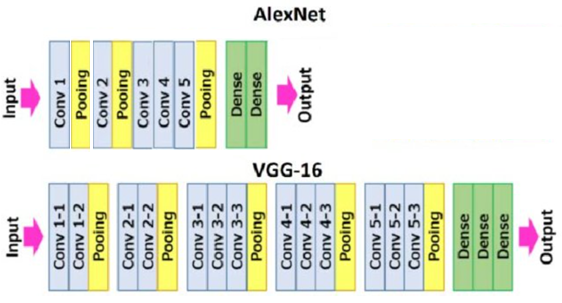 AlexNet
Input
Conv 1
Pooing
Conv 2
Pooing
Conv 3
Conv 4
Conv 5
Pooing
Dense
Dense
Output
VGG-16
Input
Conv 1-1
Conv 1-2
Pooing
Conv 2-1
Conv 2-2
Pooing
Conv 3-1
Conv 3-2
Conv 3-3
Pooing
Conv 4-1
Conv 4-2
Conv 4-3
Pooing
Conv 5-1
Conv 5-2
Conv 5-3
Pooing
Dense
Dense
Dense
Output